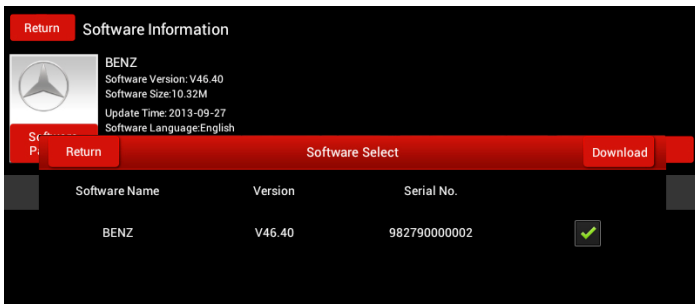 Return Software Information
BENZ
Software Version: V46.40
Software Size:10.32M
Update Time: 2013-09-27
Software Language:English
Return Software Select Download
Software Name Version Serial No.
BENZ V46.40 982790000002